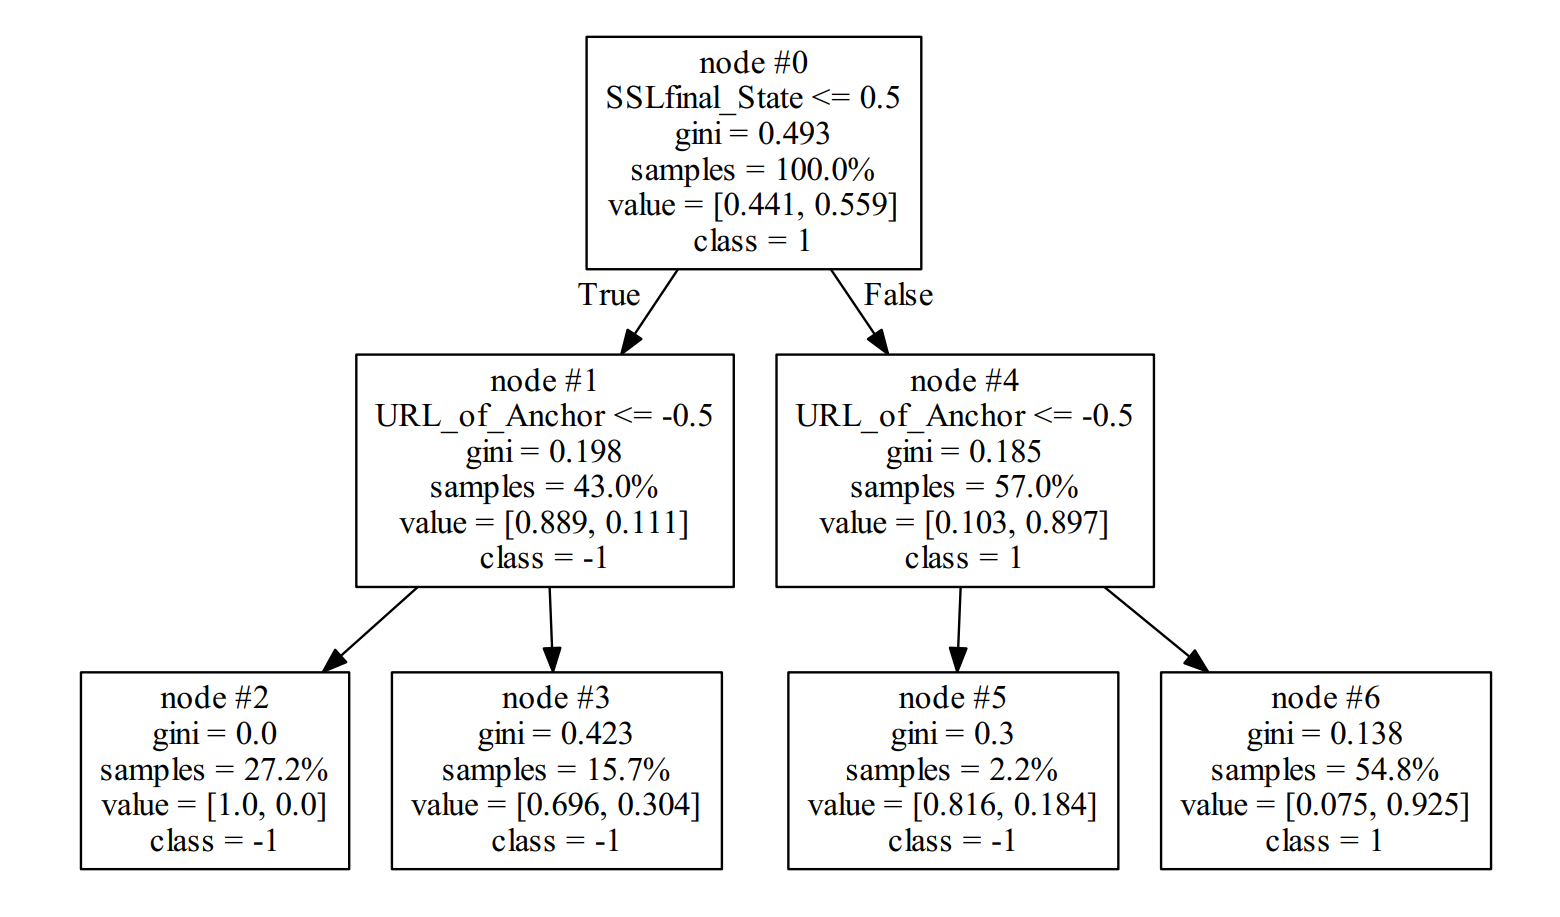 node #0
SSLfinal_State <= 0.5
gini = 0.493
samples = 100.0%
value = [0.441, 0.559]
class = 1
True
False
node #1
URL_of_Anchor <= -0.5
gini = 0.198
samples = 43.0%
value = [0.889, 0.111]
class = -1
node #4
URL_of_Anchor <= -0.5
gini = 0.185
samples = 57.0%
value = [0.103, 0.897]
class = 1
node #2
gini = 0.0
samples = 27.2%
value = [1.0, 0.0]
class = -1
node #3
gini = 0.423
samples = 15.7%
value = [0.696, 0.304]
class = -1
node #5
gini = 0.3
samples = 2.2%
value = [0.816, 0.184]
class = -1
node #6
gini = 0.138
samples = 54.8%
value = [0.075, 0.925]
class = 1